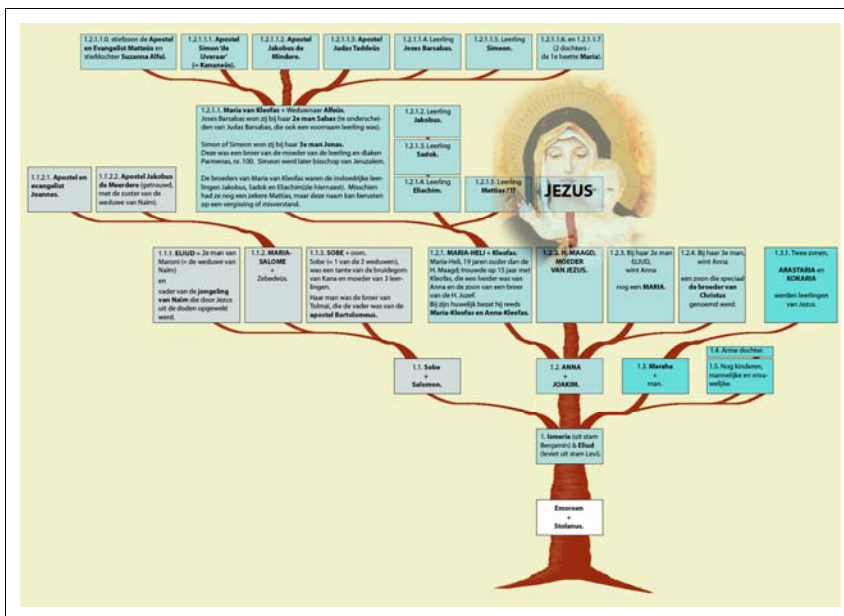 1.2.1.1.0. stiefzoon de Apostel
en Evangelist Matteüs en
stiefdochter Suzanna Alfeï.
1.2.1.1.1. Apostel
Simon 'de
IJveraar'
(= Kananeüs).
1.2.1.1.2. Apostel
Jakobus de
Mindere.
1.2.1.1.3. Apostel
Judas Taddeüs
1.2.1.1.4. Leerling
Joses Barsabas.
1.2.1.1.5. Leerling
Simeon.
1.2.1.1.6. en 1.2.1.1.7.
(2 dochters -
de 1e heette Maria).
1.2.1.1. Maria van Kleofas + Weduwnaar Alfeüs.
Joses Barsabas won zij bij haar 2e man Sabas (te onderschei-
den van Judas Barsabas, die ook een voornaam leerling was).
Simon of Simeon won zij bij haar 3e man Jonas.
Deze was een broer van de moeder van de leerling en diaken
Parmenas, nr. 100. Simeon werd later bisschop van Jeruzalem.
De broeders van Maria van Kleofas waren de invloedrijke leer-
lingen Jakobus, Sadok en Eliachim(zie hiernaast). Misschien
had ze nog een zekere Mattias, maar deze naam kan berusten
op een vergissing of misverstand.
1.2.1.2. Leerling
Jakobus.
1.2.1.3. Leerling
Sadok.
1.2.1.4. Leerling
Eliachim.
1.2.1.5. Leerling
Mattias (?)?
JEZUS
1.1.2.1. Apostel en
evangelist
Joannes.
1.1.2.2. Apostel Jakobus
de Meerdere (getrouwd,
met de zuster van de
weduwe van Naïm).
1.1.1. ELIUD = 2e man van
Maroni (= de weduwe van
Naïm)
en
vader van de jongeling
van Naïm die door Jezus
uit de doden opgewekt
werd.
1.1.2. MARIA-
SALOME
+
Zebedeüs.
1.1.3. SOBE + oom.
Sobe (= 1 van de 3 weduwen),
was een tante van de bruidegom
van Kana en moeder van 3 leer-
lingen.
Haar man was de broer van
Tolmai, die de vader was van de
apostel Bartolomeus.
1.2.1. MARIA-HELI + Kleofas.
Maria-Heli, 19 jaren ouder dan de
H. Maagd, trouwde op 15 jaar met
Kleofas, die een herder was van
Anna en de zoon van een broer
van de H. Jozef.
Bij zijn huwelijk bezat hij reeds
Maria-Kleofas en Anna-Kleofas.
1.2.2. H. MAAGD,
MOEDER
VAN JEZUS.
1.2.3. Bij haar 2e man
ELIUD,
wint Anna
nog een MARIA.
1.2.4. Bij haar 3e man,
wint Anna
een zoon die speciaal
de broeder van
Christus
genoemd werd.
1.3.1. Twee zonen,
ANASTARIA en
KOKARIA
werden leerlingen
van Jezus.
1.1. Sobe
+
Salomon.
1.2. ANNA
+
JOAKIM.
1.3. Maraha
+
man.
1.4. Arme dochter.
1.5. Nog kinderen,
mannelijke en vrou-
welijke.
1. Ismeria (uit stam
Benjamin) & Eliud
(leviet uit stam Levi).
Emoroen
+
Stolanus.